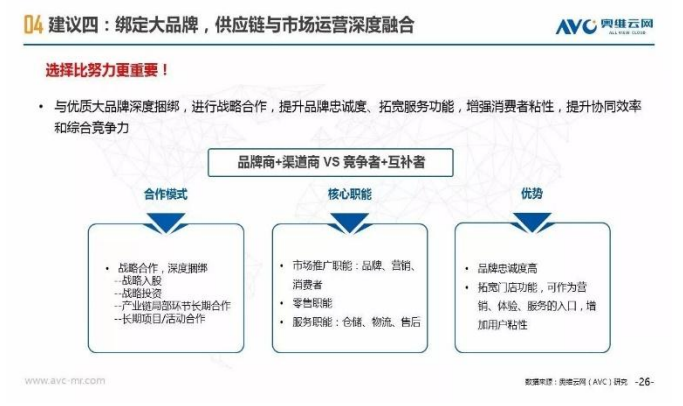 04 建议四：绑定大品牌，供应链与市场运营深度融合
AVC 奥维云网
ALL VIEW CLOUD
选择比努力更重要！
• 与优质大品牌深度捆绑，进行战略合作，提升品牌忠诚度、拓宽服务功能，增强消费者粘性，提升协同效率
和综合竞争力
品牌商+渠道商 VS 竞争者+互补者
合作模式
• 战略合作，深度捆绑
--战略入股
--战略投资
--产业链局部环节长期合作
--长期项目/活动合作
核心职能
• 市场推广职能：品牌、营销、
消费者
• 零售职能
• 服务职能：仓储、物流、售后
优势
• 品牌忠诚度高
• 拓宽门店功能，可作为营
销、体验、服务的入口，增
加用户粘性
www.avc-mr.com
数据来源：奥维云网（AVC）研究 -26-